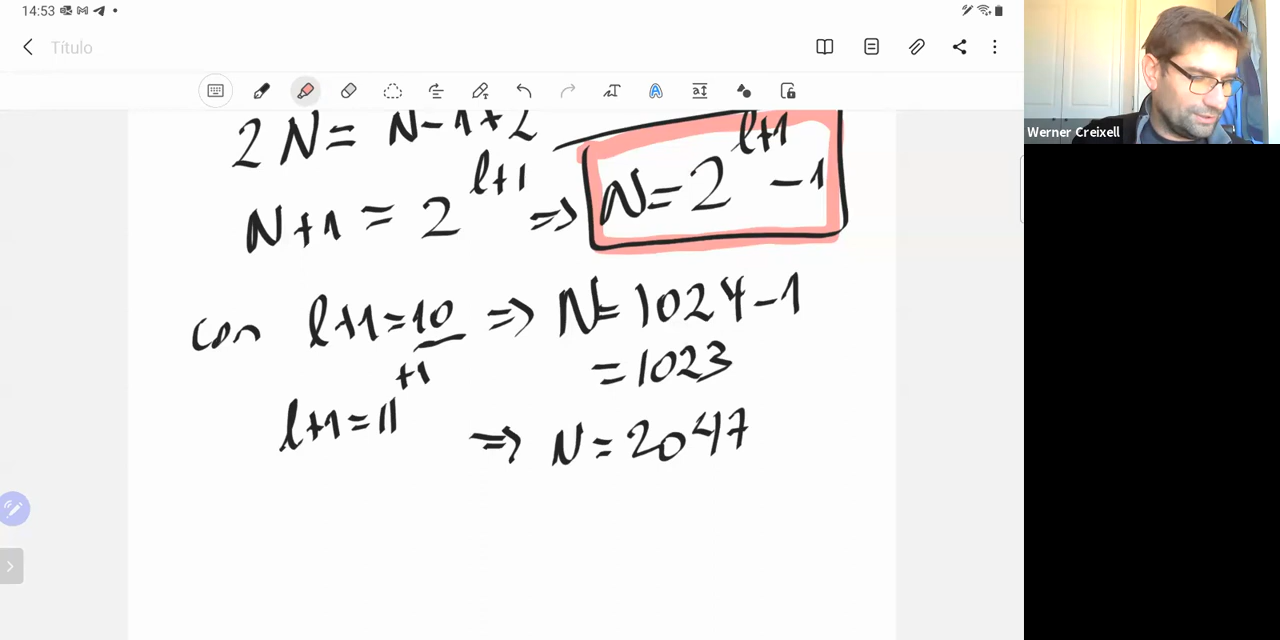 14:53
Título
Werner Creixell
2N = N-1+2
N+1 = 2^{l+1} => N = 2^{l+1} - 1
con l+1=10 => N = 1024-1
+1 = 1023
l+1=11 => N = 2047